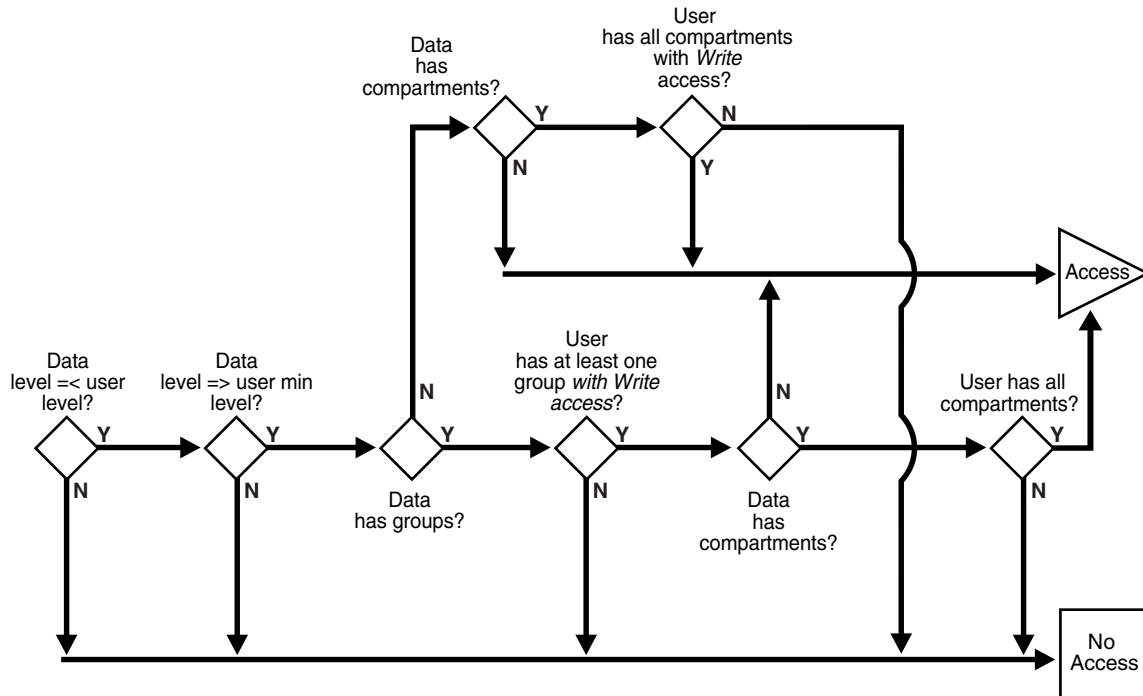 User
has all compartments
with Write
access?
Data
has
compartments?
Y
N
N
Y
Access
Data
level =< user
level?
Data
level => user min
level?
User
has at least one
group with Write
access?
User has all
compartments?
N
N
Y
Y
Y
Y
Y
Y
N
N
N
N
Data
has groups?
Data
has
compartments?
No
Access